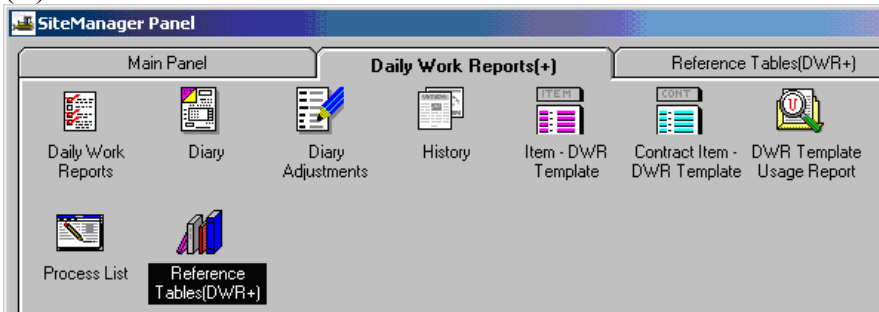 SiteManager Panel
Main Panel
Daily Work Reports(+)
Reference Tables(DWR+)
ITEM
CONT
U
Daily Work
Reports
Diary
Diary
Adjustments
History
Item - DWR
Template
Contract Item -
DWR Template
DWR Template
Usage Report
Process List
Reference
Tables(DWR+)